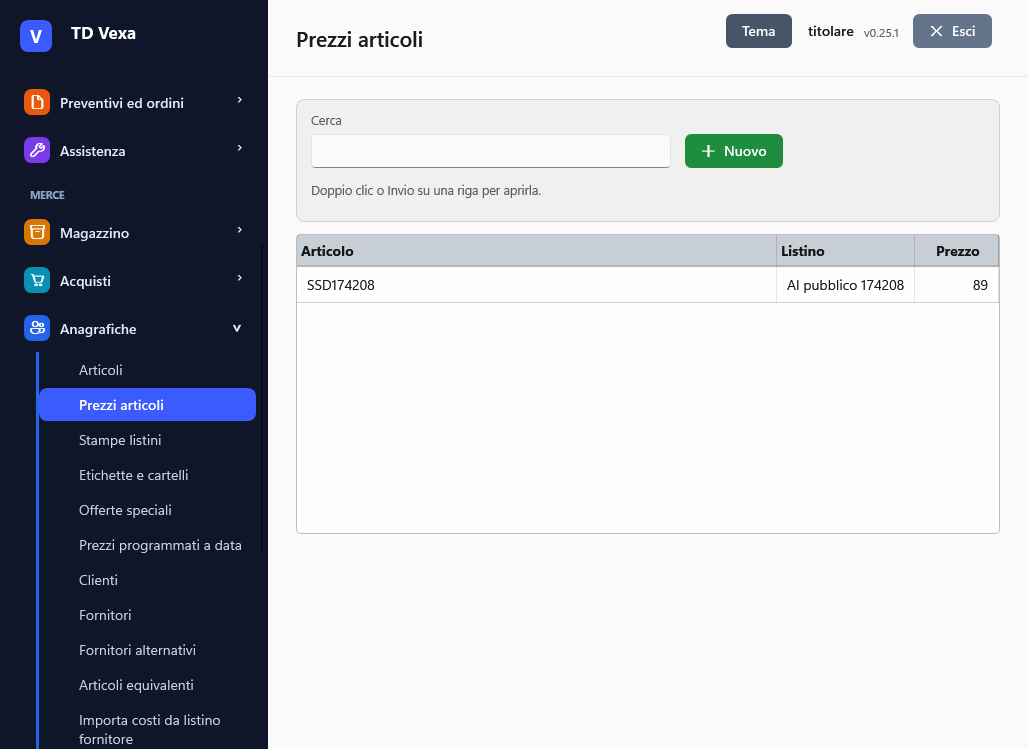 V
TD Vexa
Preventivi ed ordini
Assistenza
MERCE
Magazzino
Acquisti
Anagrafiche
Articoli
Prezzi articoli
Stampe listini
Etichette e cartelli
Offerte speciali
Prezzi programmati a data
Clienti
Fornitori
Fornitori alternativi
Articoli equivalenti
Importa costi da listino
fornitore
Prezzi articoli
Tema titolare v0.25.1 Esci
Cerca
Nuovo
Doppio clic o Invio su una riga per aprirla.
Articolo Listino Prezzo
SSD174208 Al pubblico 174208 89